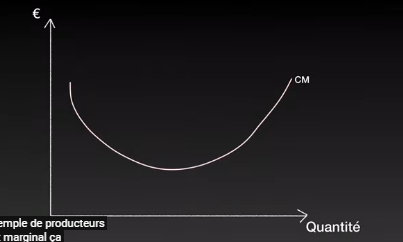 €
CM
Quantité
emple de producteurs
marginal ça